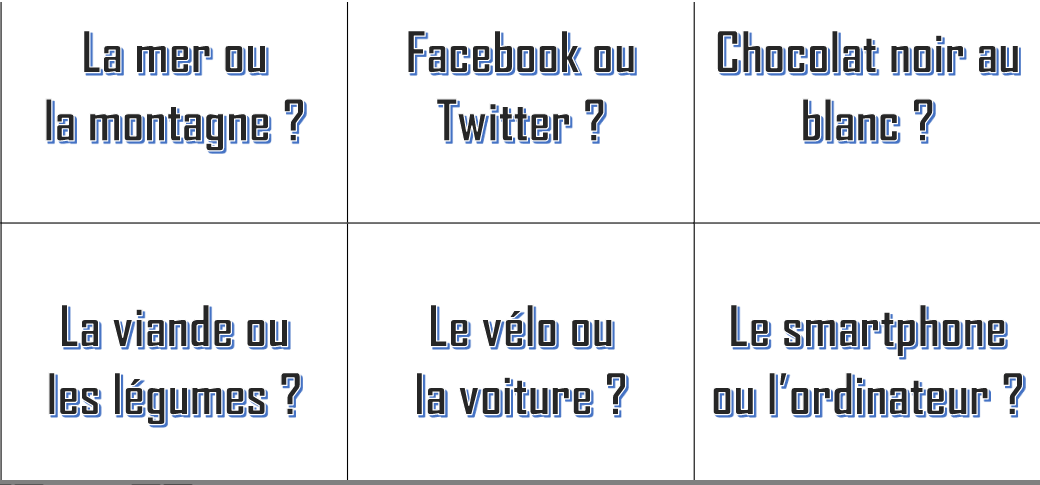 La mer ou
la montagne ?
Facebook ou
Twitter ?
Chocolat noir au
blanc ?
La viande ou
les légumes ?
Le vélo ou
la voiture ?
Le smartphone
ou l'ordinateur ?